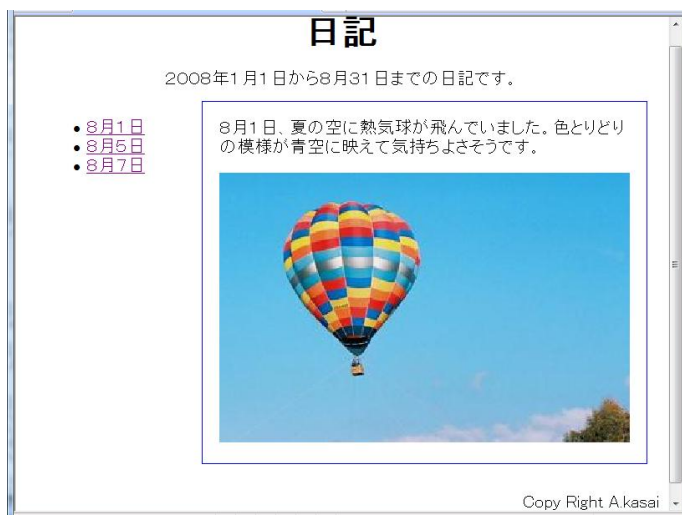 日記
2008年1月1日から8月31日までの日記です。
8月1日
8月5日
8月7日
8月1日、夏の空に熱気球が飛んでいました。色とりどり
の模様が青空に映えて気持ちよさそうです。
Copy Right A.kasai